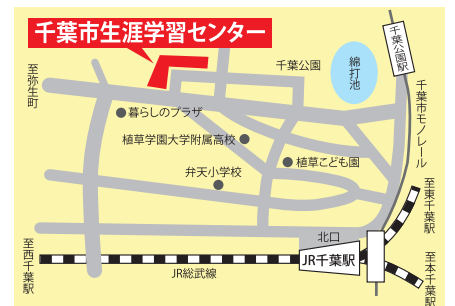 千葉市生涯学習センター
至弥生町
千葉公園
綿打池
千葉公園駅
千葉市モノレール
暮らしのプラザ
植草学園大学附属高校
植草こども園
弁天小学校
至東千葉駅
北口
JR千葉駅
至西千葉駅
JR総武線
至本千葉駅